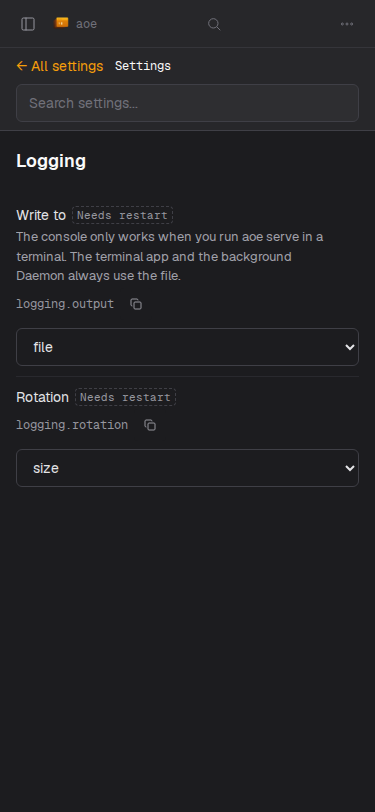 aoe
← All settings Settings
Search settings...
Logging
Write to Needs restart
The console only works when you run aoe serve in a
terminal. The terminal app and the background
Daemon always use the file.
logging.output
file
Rotation Needs restart
logging.rotation
size